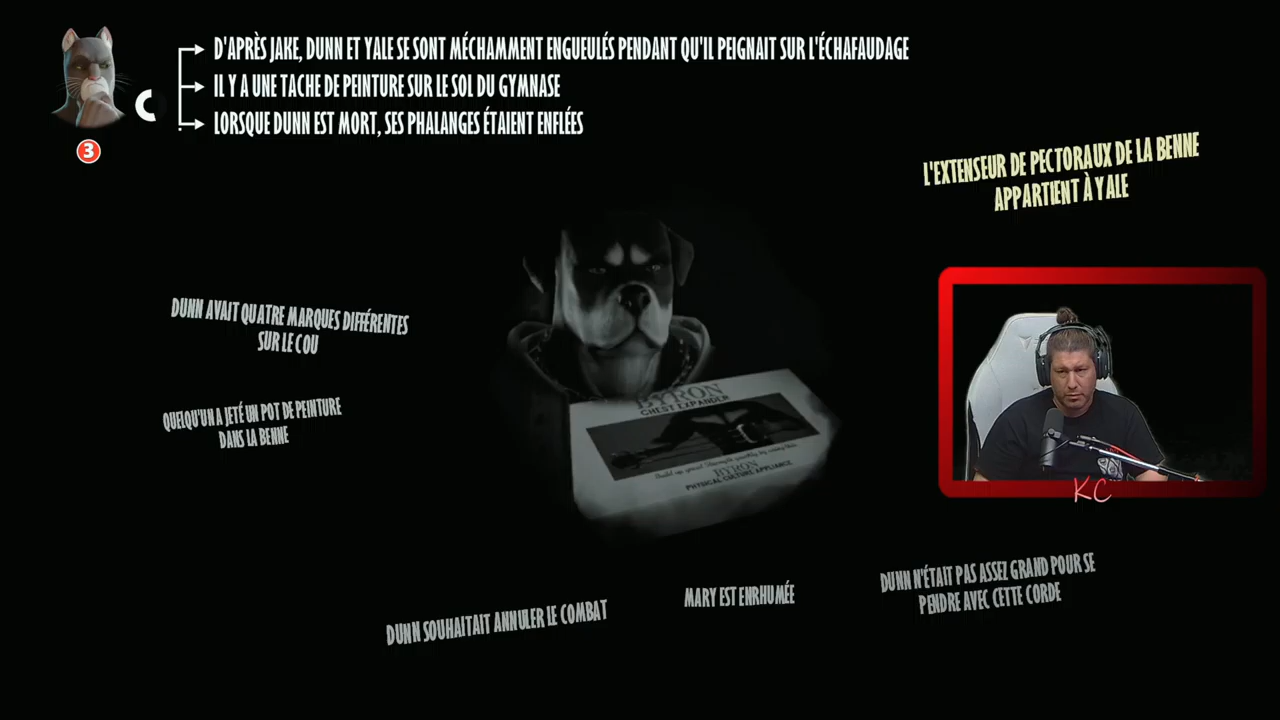 D'APRÈS JAKE, DUNN ET YALE SE SONT MÉCHAMMENT ENGUEULÉS PENDANT QU'IL PEIGNAIT SUR L'ÉCHAFAUDAGE
IL Y A UNE TACHE DE PEINTURE SUR LE SOL DU GYMNASE
LORSQUE DUNN EST MORT, SES PHALANGES ÉTAIENT ENFLÉES
3
L'EXTENSEUR DE PECTORAUX DE LA BENNE
APPARTIENT À YALE
DUNN AVAIT QUATRE MARQUES DIFFÉRENTES
SUR LE COU
QUELQU'UN A JETÉ UN POT DE PEINTURE
DANS LA BENNE
BYRON
CHEST EXPANDER
BYRON
PHYSICAL CULTURE APPLIANCE
KC
DUNN N'ÉTAIT PAS ASSEZ GRAND POUR SE
PENDRE AVEC CETTE CORDE
MARY EST ENRHUMÉE
DUNN SOUHAITAIT ANNULER LE COMBAT